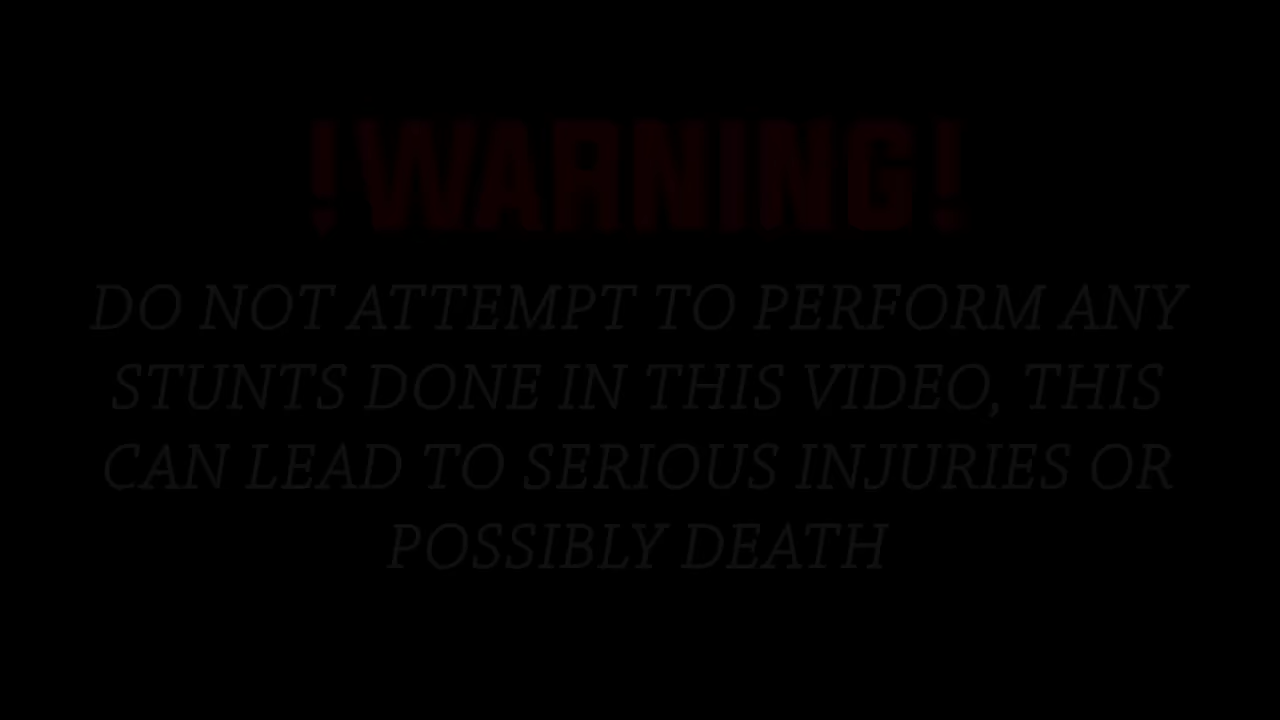 !WARNING!
DO NOT ATTEMPT TO PERFORM ANY
STUNTS DONE IN THIS VIDEO, THIS
CAN LEAD TO SERIOUS INJURIES OR
POSSIBLY DEATH